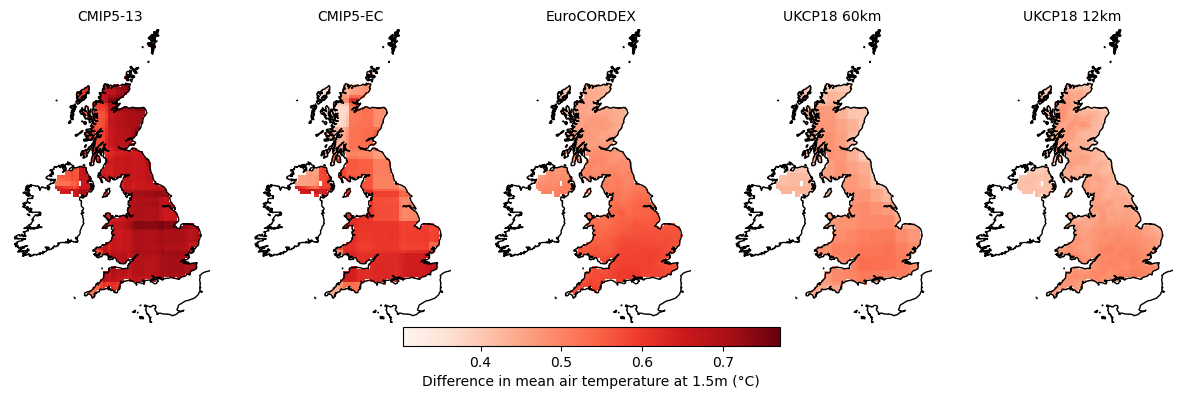 CMIP5-13
CMIP5-EC
EuroCORDEX
UKCP18 60km
UKCP18 12km
0.4
0.5
0.6
0.7
Difference in mean air temperature at 1.5m (°C)